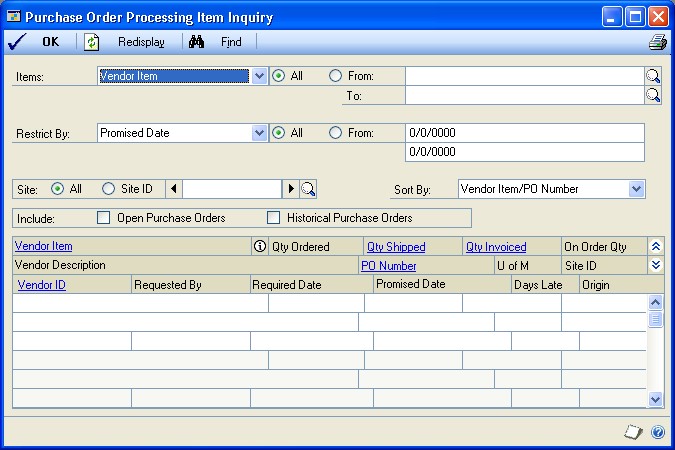 Purchase Order Processing Item Inquiry
OK Redisplay Find
Items: Vendor Item All From:
To:
Restrict By: Promised Date All From: 0/0/0000
0/0/0000
Site: All Site ID Sort By: Vendor Item/PO Number
Include: Open Purchase Orders Historical Purchase Orders
Vendor Item Qty Ordered Qty Shipped Qty Invoiced On Order Qty
Vendor Description PO Number U of M Site ID
Vendor ID Requested By Required Date Promised Date Days Late Origin